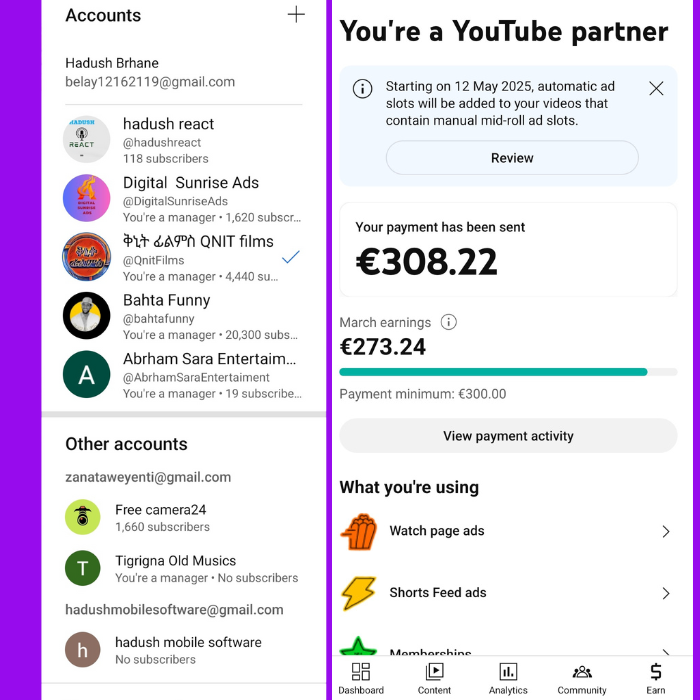 Accounts
Hadush Brhane
belay12162119@gmail.com
HADUSH
REACT
hadush react
@hadushreact
118 subscribers
DIGITAL
SUNRISE
ADS
Digital Sunrise Ads
@DigitalSunriseAds
You're a manager • 1,620 subscr...
ቅኒት ፊልምስ QNIT films
@QnitFilms
You're a manager • 4,440 su...
Bahta Funny
@bahtafunny
You're a manager • 20,300 subs...
A
Abrham Sara Entertaim...
@AbrhamSaraEntertaiment
You're a manager • 19 subscribe...
Other accounts
zanataweyenti@gmail.com
Free camera24
1,660 subscribers
T
Tigrigna Old Musics
You're a manager • No subscribers
hadushmobilesoftware@gmail.com
h
hadush mobile software
No subscribers
You're a YouTube partner
Starting on 12 May 2025, automatic ad
slots will be added to your videos that
contain manual mid-roll ad slots.
Review
Your payment has been sent
€308.22
March earnings
€273.24
Payment minimum: €300.00
View payment activity
What you're using
Watch page ads
Shorts Feed ads
Memberships
Dashboard
Content
Analytics
Community
Earn